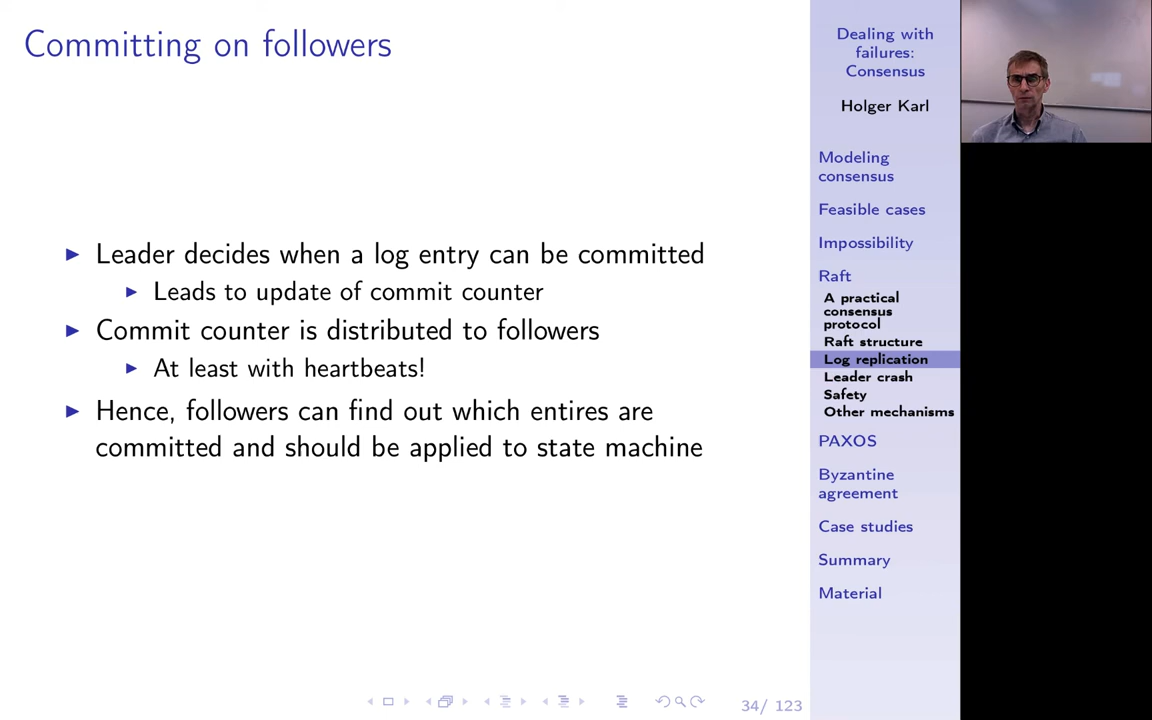 Committing on followers
Leader decides when a log entry can be committed
Leads to update of commit counter
Commit counter is distributed to followers
At least with heartbeats!
Hence, followers can find out which entires are
committed and should be applied to state machine
34/ 123
Dealing with
failures:
Consensus
Holger Karl
Modeling
consensus
Feasible cases
Impossibility
Raft
A practical
consensus
protocol
Raft structure
Log replication
Leader crash
Safety
Other mechanisms
PAXOS
Byzantine
agreement
Case studies
Summary
Material